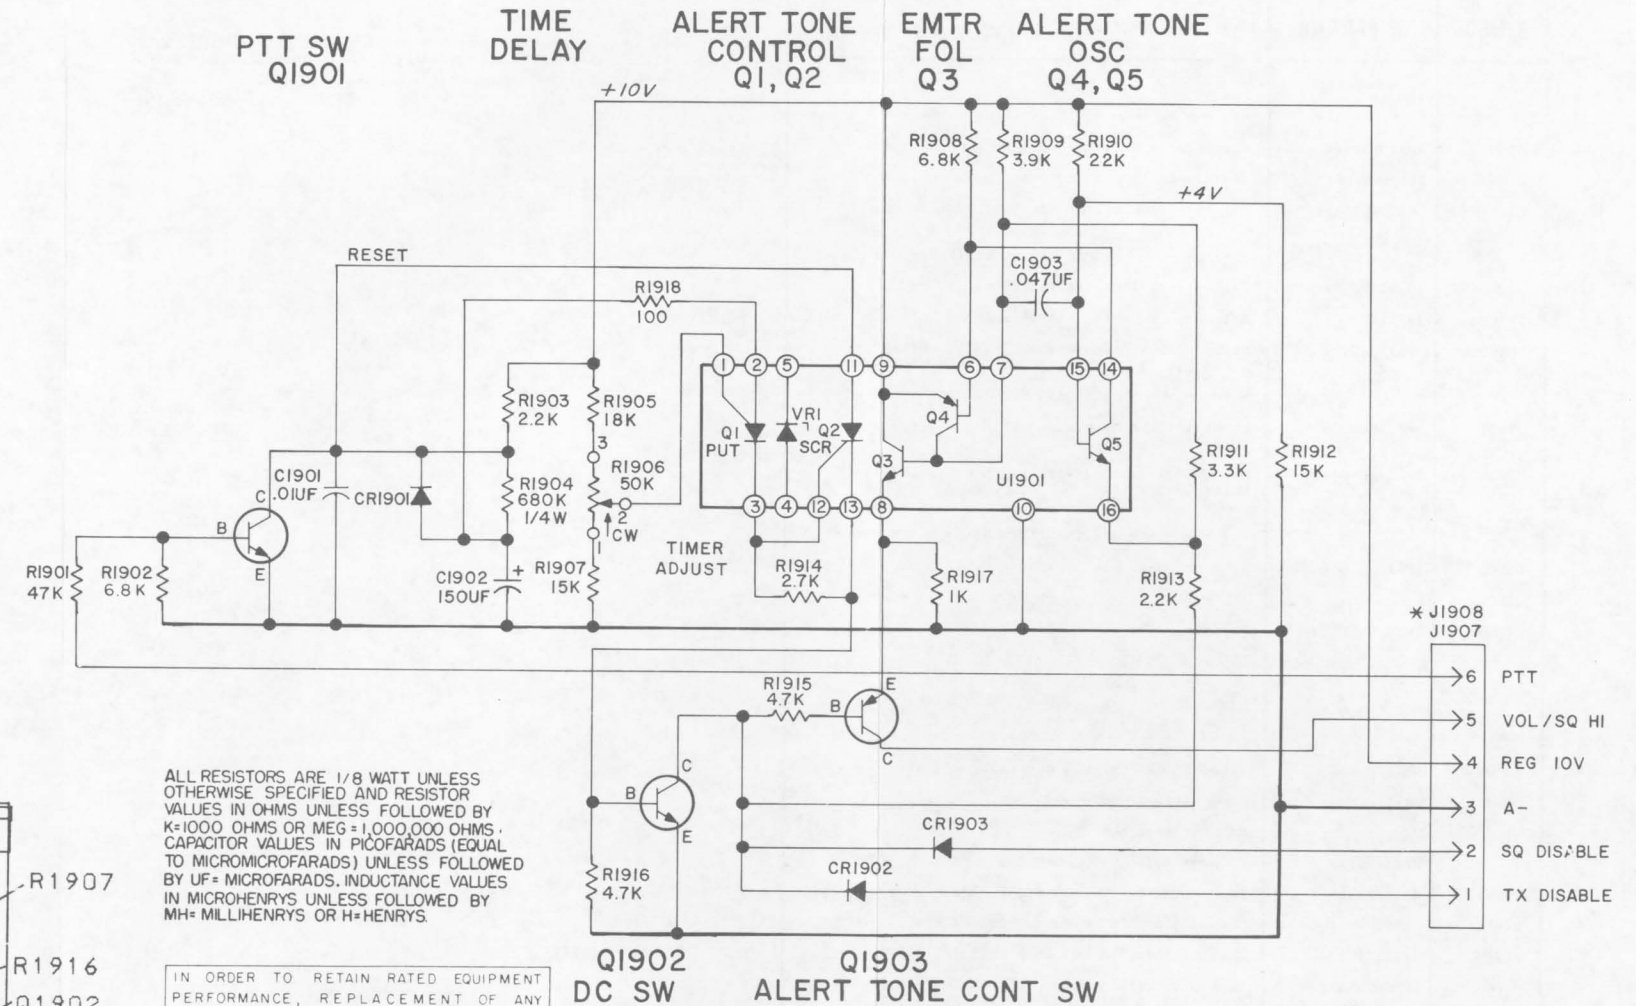 PTT SW
Q1901
TIME
DELAY
ALERT TONE
CONTROL
Q1, Q2
EMTR
FOL
Q3
ALERT TONE
OSC
Q4, Q5
+10V
R1908
6.8K
R1909
3.9K
R1910
22K
+4V
RESET
C1903
.047UF
R1918
100
1
2
5
11
9
6
7
15
14
R1903
2.2K
R1905
18K
3
Q1
PUT
VR1
Q2
SCR
Q4
Q3
Q5
U1901
R1911
3.3K
R1912
15K
C1901
.01UF
CR1901
R1904
680K
1/4W
R1906
50K
2
CW
1
3
4
12
13
8
10
16
C
B
E
TIMER
ADJUST
R1901
47K
R1902
6.8K
C1902
150UF
+
R1907
15K
R1914
2.7K
R1917
1K
R1913
2.2K
* J1908
J1907
6 PTT
5 VOL/SQ HI
4 REG 10V
3 A-
2 SQ DISABLE
1 TX DISABLE
R1915
4.7K
B
E
C
C
B
E
CR1903
CR1902
R1916
4.7K
ALL RESISTORS ARE 1/8 WATT UNLESS
OTHERWISE SPECIFIED AND RESISTOR
VALUES IN OHMS UNLESS FOLLOWED BY
K=1000 OHMS OR MEG = 1,000,000 OHMS.
CAPACITOR VALUES IN PICOFARADS (EQUAL
TO MICROMICROFARADS) UNLESS FOLLOWED
BY UF= MICROFARADS. INDUCTANCE VALUES
IN MICROHENRYS UNLESS FOLLOWED BY
MH= MILLIHENRYS OR H=HENRYS.
R1907
R1916
Q1902
IN ORDER TO RETAIN RATED EQUIPMENT
PERFORMANCE, REPLACEMENT OF ANY
Q1902
DC SW
Q1903
ALERT TONE CONT SW